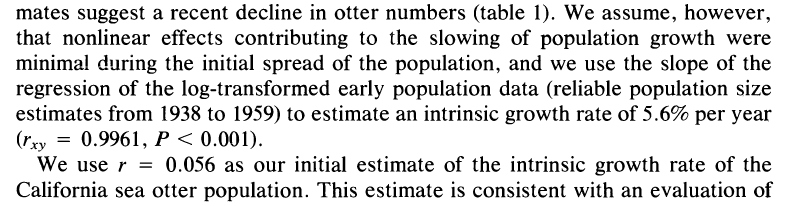 mates suggest a recent decline in otter numbers (table 1). We assume, however,
that nonlinear effects contributing to the slowing of population growth were
minimal during the initial spread of the population, and we use the slope of the
regression of the log-transformed early population data (reliable population size
estimates from 1938 to 1959) to estimate an intrinsic growth rate of 5.6% per year
(rxy = 0.9961, P < 0.001).
We use r = 0.056 as our initial estimate of the intrinsic growth rate of the
California sea otter population. This estimate is consistent with an evaluation of